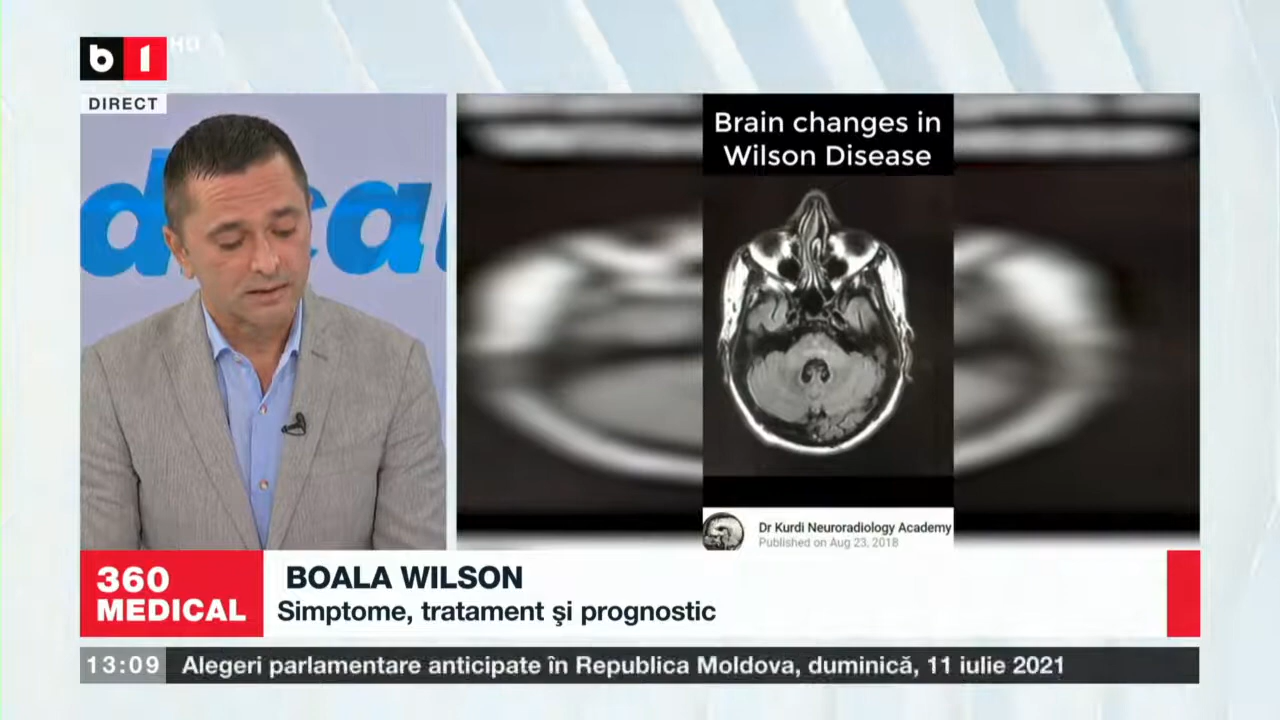 b1 HD
DIRECT
dical
Brain changes in
Wilson Disease
Dr Kurdi Neuroradiology Academy
Published on Aug 23, 2018
360
MEDICAL
BOALA WILSON
Simptome, tratament şi prognostic
13:09 Alegeri parlamentare anticipate în Republica Moldova, duminică, 11 iulie 2021